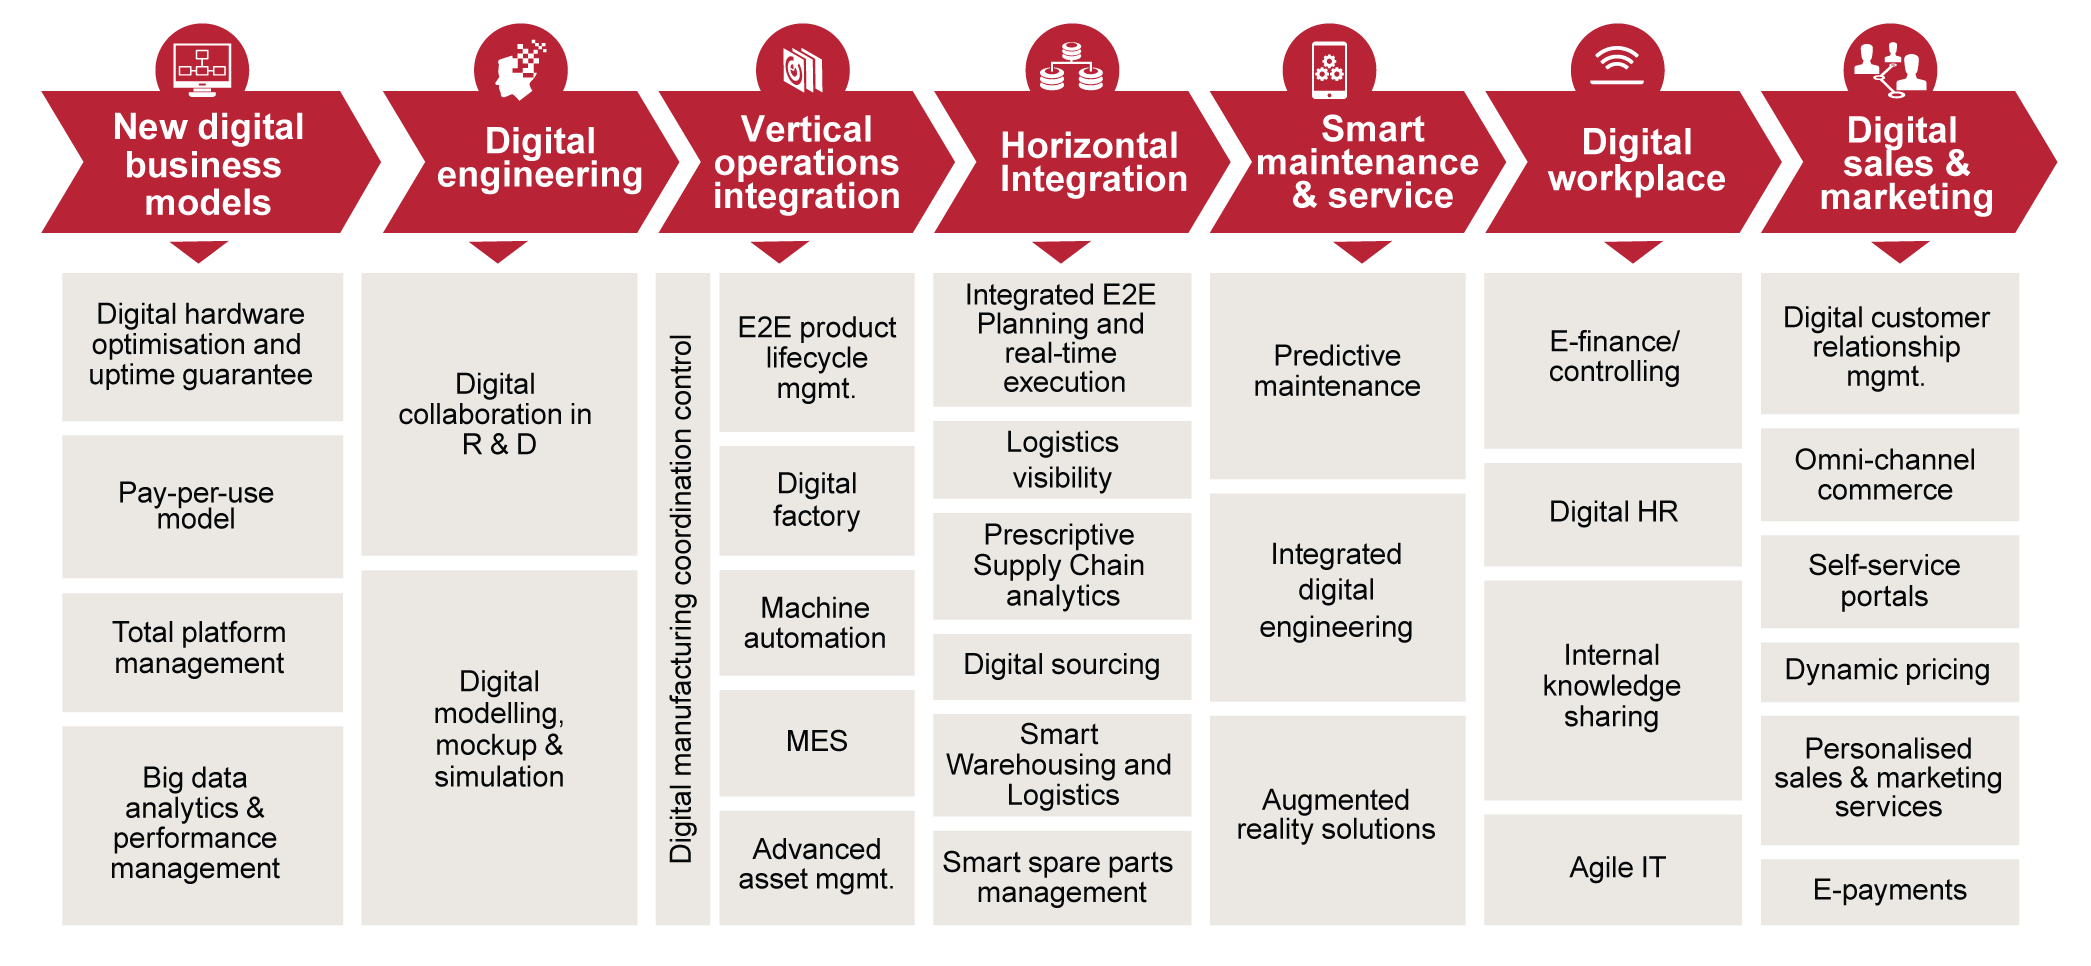 New digital
business
models
Digital
engineering
Vertical
operations
integration
Horizontal
Integration
Smart
maintenance
& service
Digital
workplace
Digital
sales &
marketing
Digital hardware
optimisation and
uptime guarantee
Pay-per-use
model
Total platform
management
Big data
analytics &
performance
management
Digital
collaboration in
R & D
Digital
modelling,
mockup &
simulation
Digital manufacturing coordination control
E2E product
lifecycle
mgmt.
Digital
factory
Machine
automation
MES
Advanced
asset mgmt.
Integrated E2E
Planning and
real-time
execution
Logistics
visibility
Prescriptive
Supply Chain
analytics
Digital sourcing
Smart
Warehousing and
Logistics
Smart spare parts
management
Predictive
maintenance
Integrated
digital
engineering
Augmented
reality solutions
E-finance/
controlling
Digital HR
Internal
knowledge
sharing
Agile IT
Digital customer
relationship
mgmt.
Omni-channel
commerce
Self-service
portals
Dynamic pricing
Personalised
sales & marketing
services
E-payments